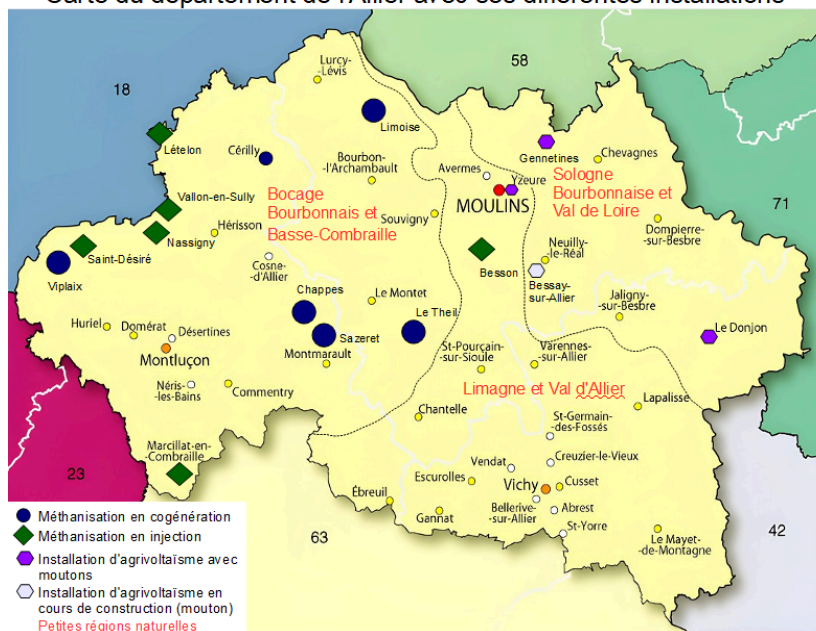 Carte du département de l'Allier avec ses différentes installations
58
18
Lurcy-
-Lévis
Limoise
Lételon
Cérilly
Gennetines
Chevagnes
Bourbon-
-l'Archambault
Avermes
Yzeure
Sologne
Bourbonnaise et
Val de Loire
MOULINS
Vallon-en-Sully
Bocage
Bourbonnais et
Basse-Combraille
71
Souvigny
Hérisson
Nassigny
Dompierre-
-sur-Besbre
Neuilly-
-le-Réal
Saint-Désiré
Besson
Cosne-
-d'Allier
Viplaix
Bessay-
-sur-Allier
Chappes
Le Montet
Le Theil
Jaligny-
-sur-Besbre
Huriel
Domérat
Désertines
Sazeret
Le Donjon
Montluçon
Montmarault
St-Pourçain-
-sur-Sioule
Varennes-
-sur-Allier
Néris-
-les-Bains
Commentry
Limagne et Val d'Allier
Lapalisse
Chantelle
St-Germain
-des-Fossés
Marcillat-en-
Combraille
23
Vendat
Creuzier-le-Vieux
Escurolles
Vichy
Cusset
Ébreuil
Bellerive-
-sur-Allier
Abrest
Gannat
St-Yorre
Le Mayet-
-de-Montagne
63
42
Méthanisation en cogénération
Méthanisation en injection
Installation d'agrivoltaïsme avec
moutons
Installation d'agrivoltaïsme en
cours de construction (mouton)
Petites régions naturelles